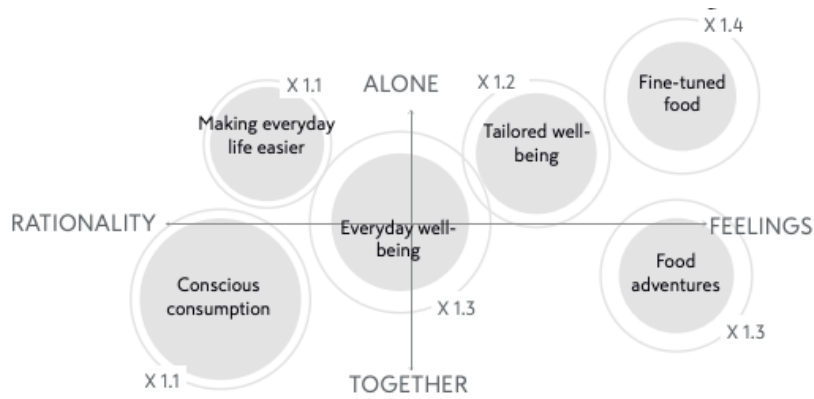 X 1.4
X 1.1
ALONE
X 1.2
Fine-tuned
food
Making everyday
life easier
Tailored well-
being
RATIONALITY
FEELINGS
Everyday well-
being
Conscious
consumption
Food
adventures
X 1.3
X 1.3
X 1.1
TOGETHER